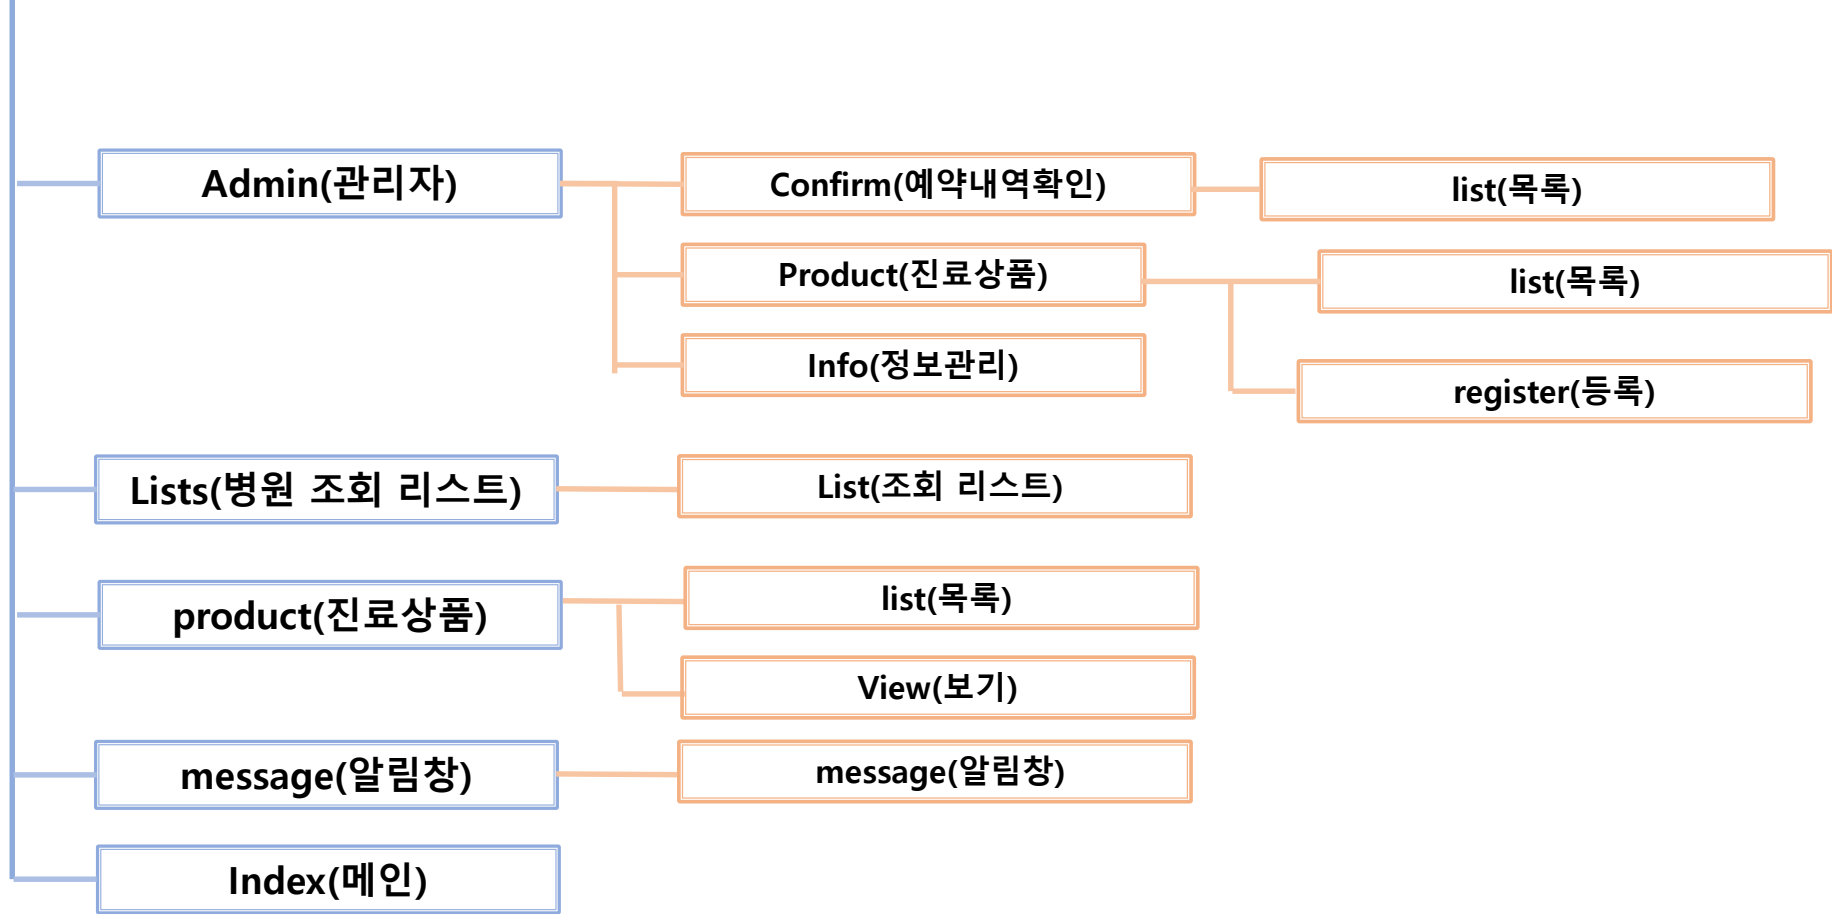 Admin(관리자)
Confirm(예약내역확인)
list(목록)
Product(진료상품)
list(목록)
Info(정보관리)
register(등록)
Lists(병원 조회 리스트)
List(조회 리스트)
product(진료상품)
list(목록)
View(보기)
message(알림창)
message(알림창)
Index(메인)